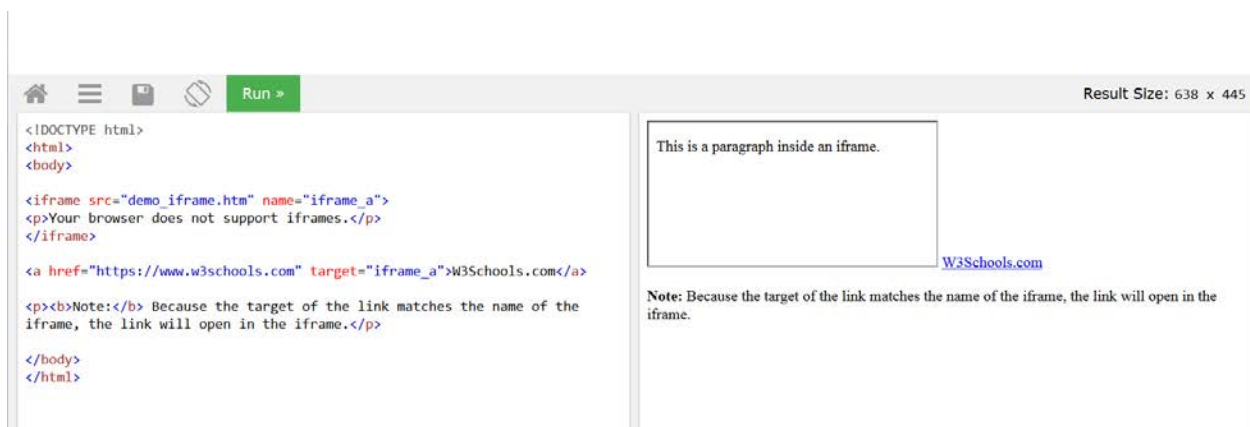 Run »
Result Size: 638 x 445
<!DOCTYPE html>
<html>
<body>
<iframe src="demo_iframe.htm" name="iframe_a">
<p>Your browser does not support iframes.</p>
</iframe>
<a href="https://www.w3schools.com" target="iframe_a">W3Schools.com</a>
<p><b>Note:</b> Because the target of the link matches the name of the
iframe, the link will open in the iframe.</p>
</body>
</html>
This is a paragraph inside an iframe.
W3Schools.com
Note: Because the target of the link matches the name of the iframe, the link will open in the
iframe.